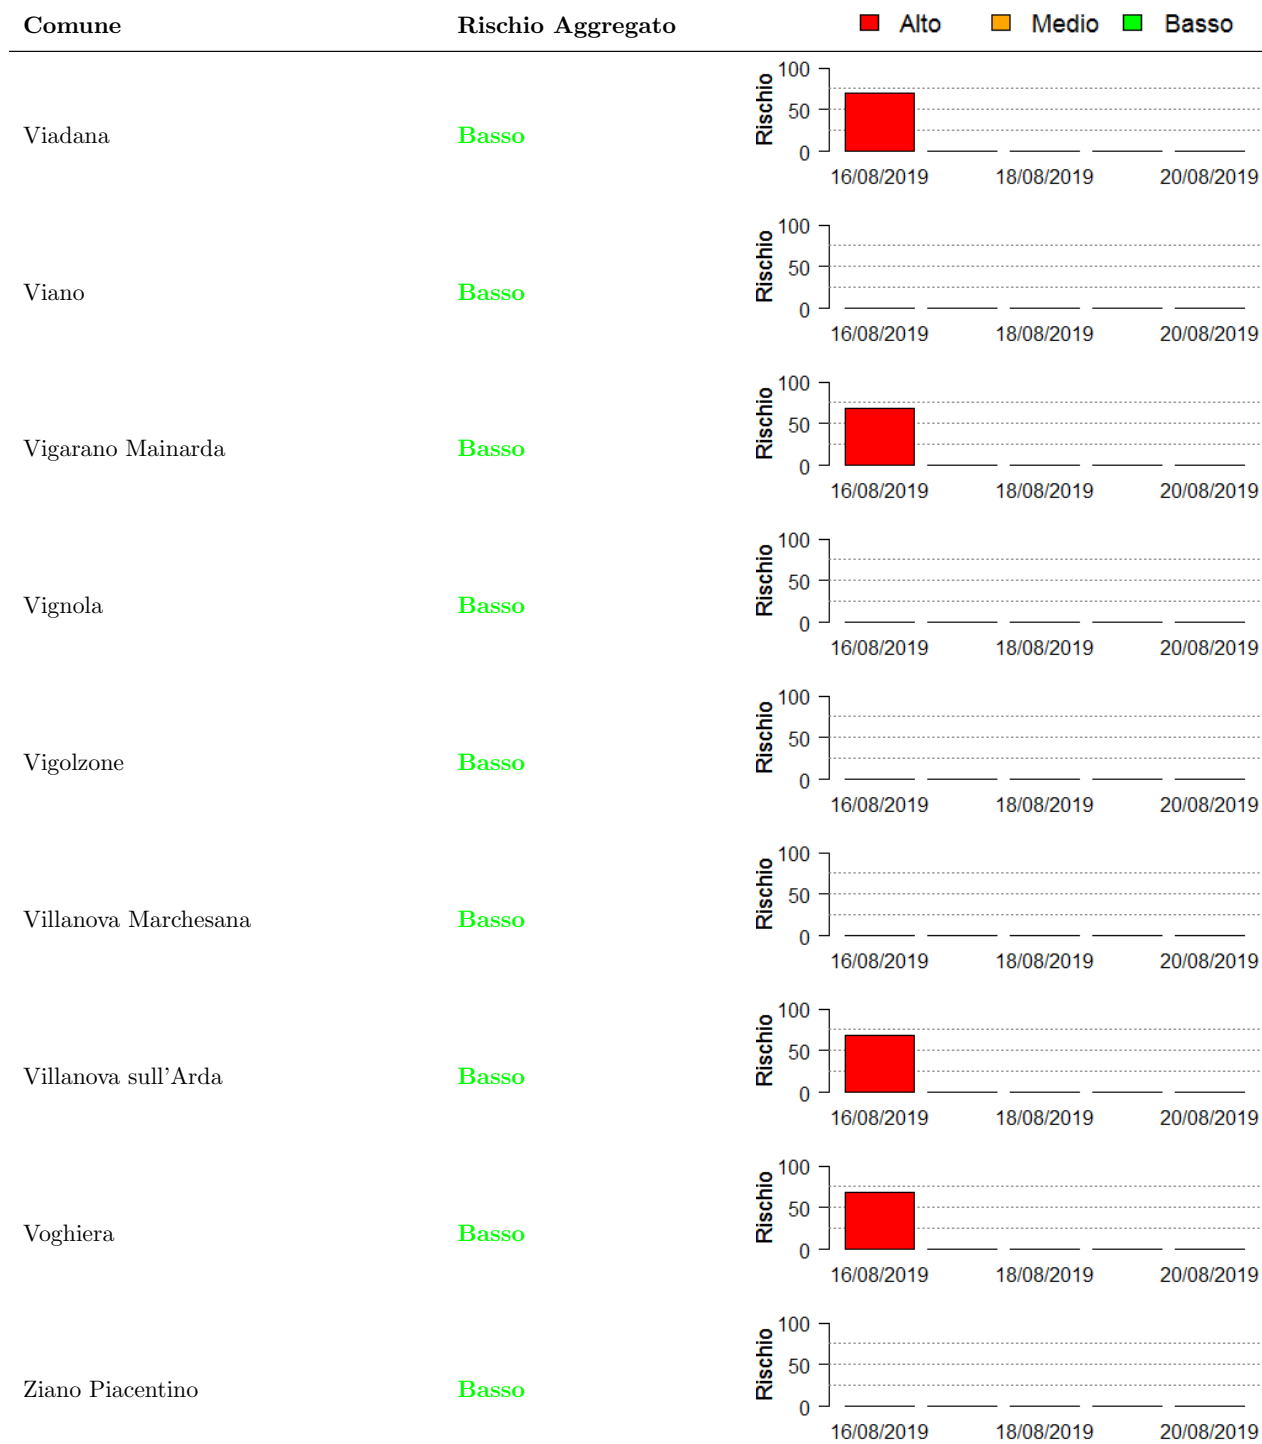 Comune Rischio Aggregato Alto Medio Basso
Viadana Basso Rischio 100 50 0
16/08/2019 18/08/2019 20/08/2019
Viano Basso Rischio 100 50 0
16/08/2019 18/08/2019 20/08/2019
Vigarano Mainarda Basso Rischio 100 50 0
16/08/2019 18/08/2019 20/08/2019
Vignola Basso Rischio 100 50 0
16/08/2019 18/08/2019 20/08/2019
Vigolzone Basso Rischio 100 50 0
16/08/2019 18/08/2019 20/08/2019
Villanova Marchesana Basso Rischio 100 50 0
16/08/2019 18/08/2019 20/08/2019
Villanova sull'Arda Basso Rischio 100 50 0
16/08/2019 18/08/2019 20/08/2019
Voghiera Basso Rischio 100 50 0
16/08/2019 18/08/2019 20/08/2019
Ziano Piacentino Basso Rischio 100 50 0
16/08/2019 18/08/2019 20/08/2019